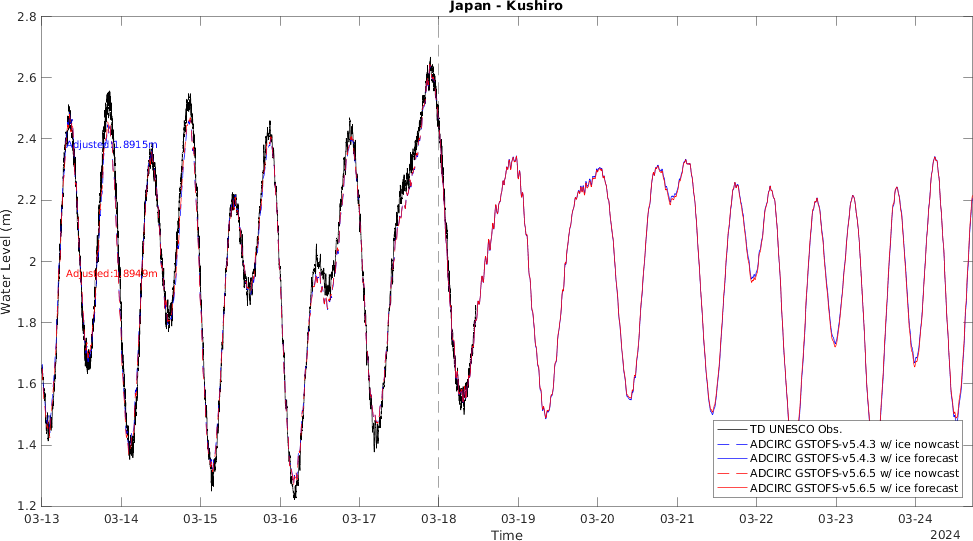 Japan - Kushiro
Water Level (m)
2.8
2.6
2.4
2.2
2
1.8
1.6
1.4
1.2
Adjusted:1.8915m
Adjusted:1.8949m
TD UNESCO Obs.
ADCIRC GSTOFS-v5.4.3 w/ ice nowcast
ADCIRC GSTOFS-v5.4.3 w/ ice forecast
ADCIRC GSTOFS-v5.6.5 w/ ice nowcast
ADCIRC GSTOFS-v5.6.5 w/ ice forecast
03-13 03-14 03-15 03-16 03-17 03-18 03-19 03-20 03-21 03-22 03-23 03-24
Time
2024